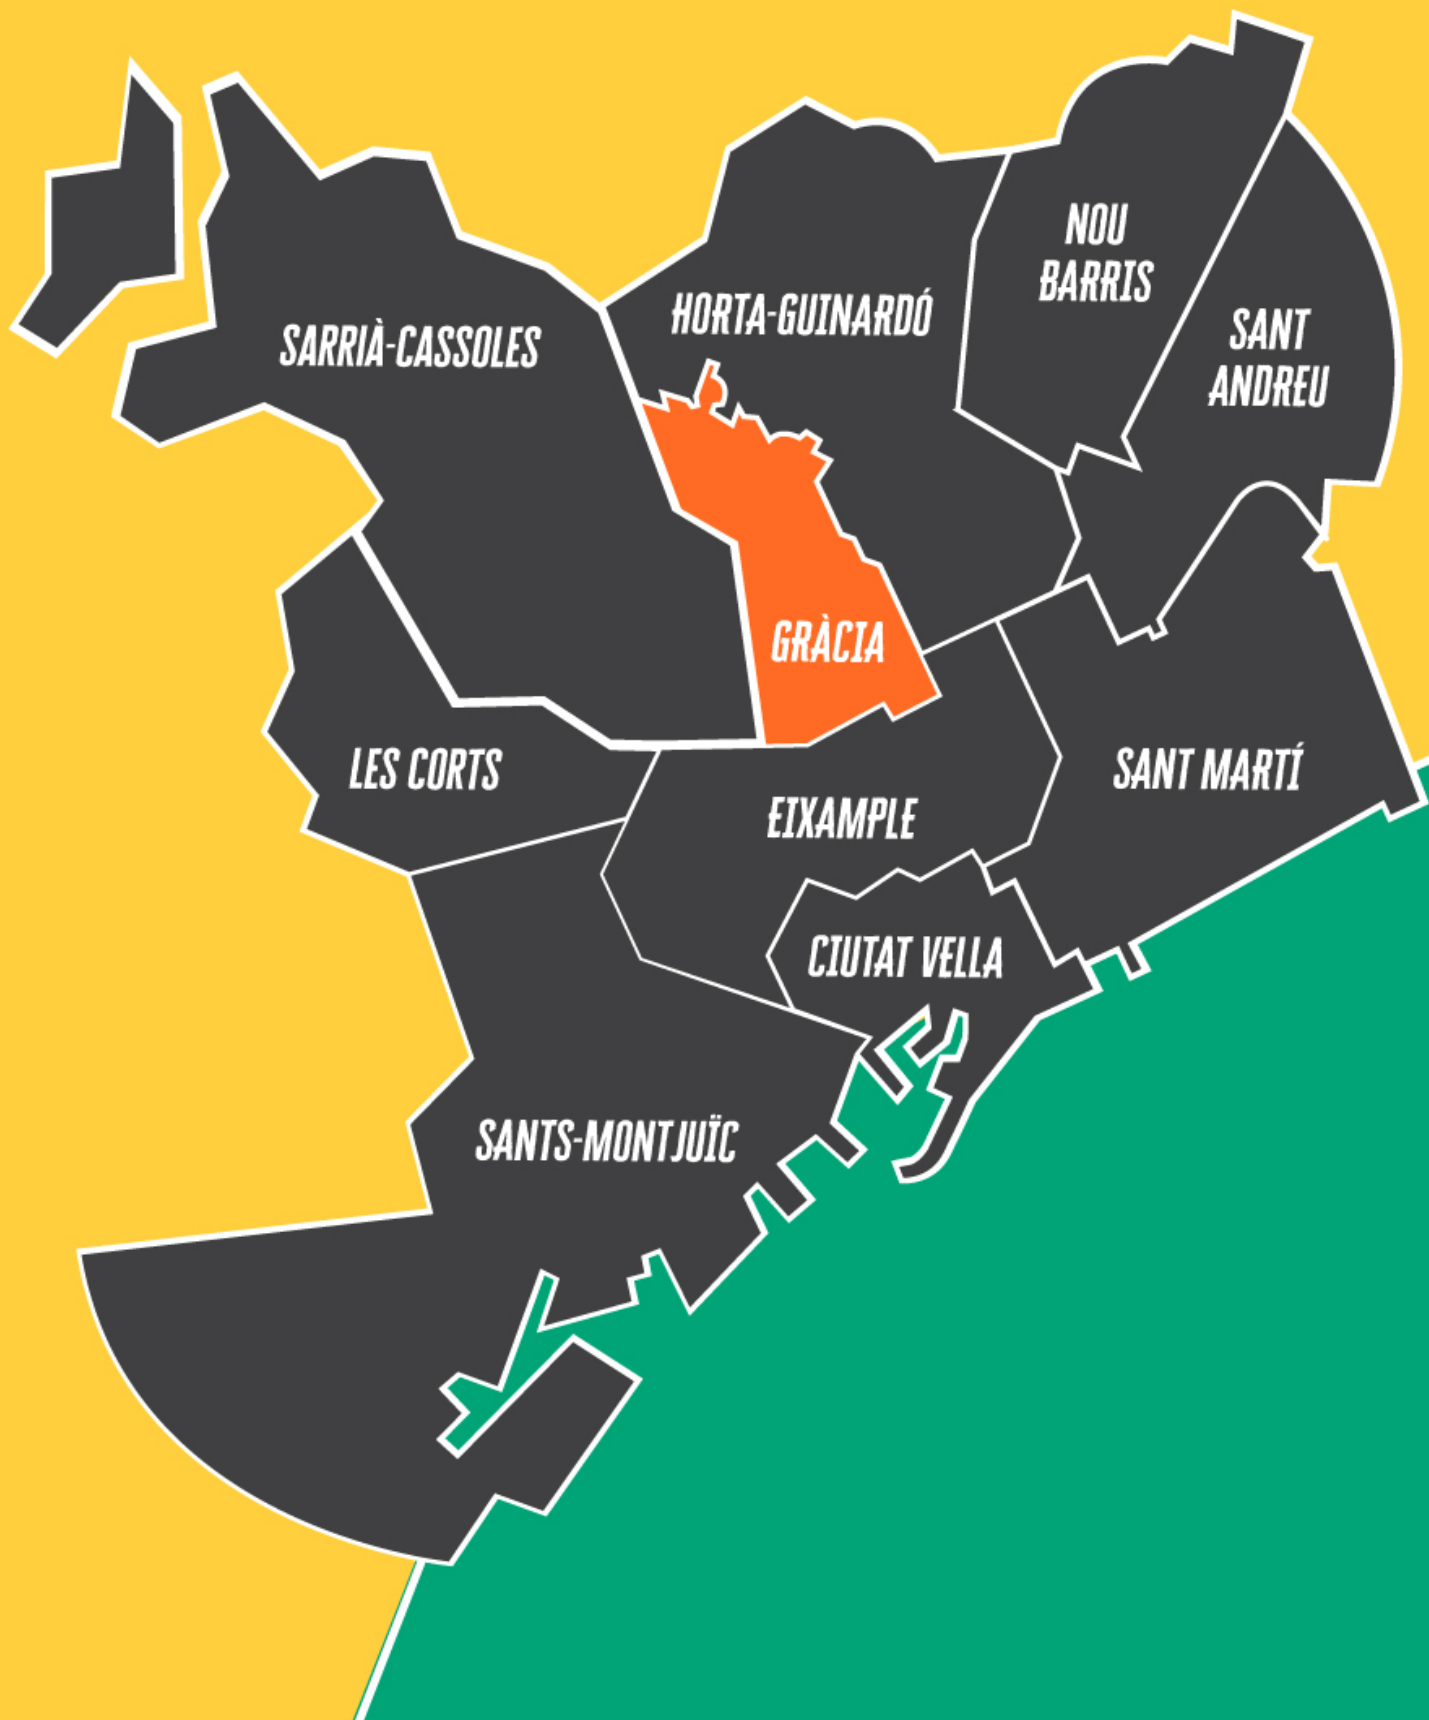 NOU
BARRIS
HORTA-GUINARDÓ
SANT
ANDREU
SARRIÀ-CASSOLES
GRÀCIA
LES CORTS
SANT MARTÍ
EIXAMPLE
CIUTAT VELLA
SANTS-MONTJUÏC